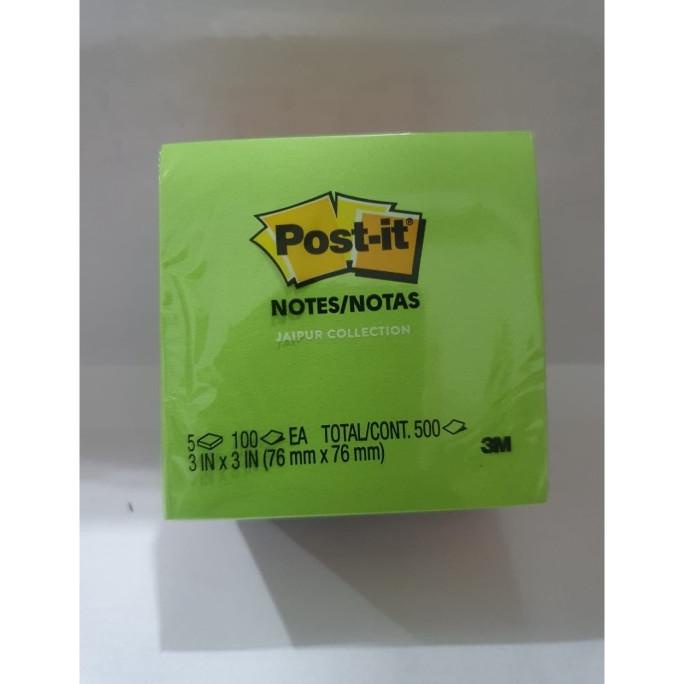 Post-it®
NOTES/NOTAS
JAIPUR COLLECTION
5 100 EA TOTAL/CONT. 500
3 IN x 3 IN (76 mm x 76 mm)
3M